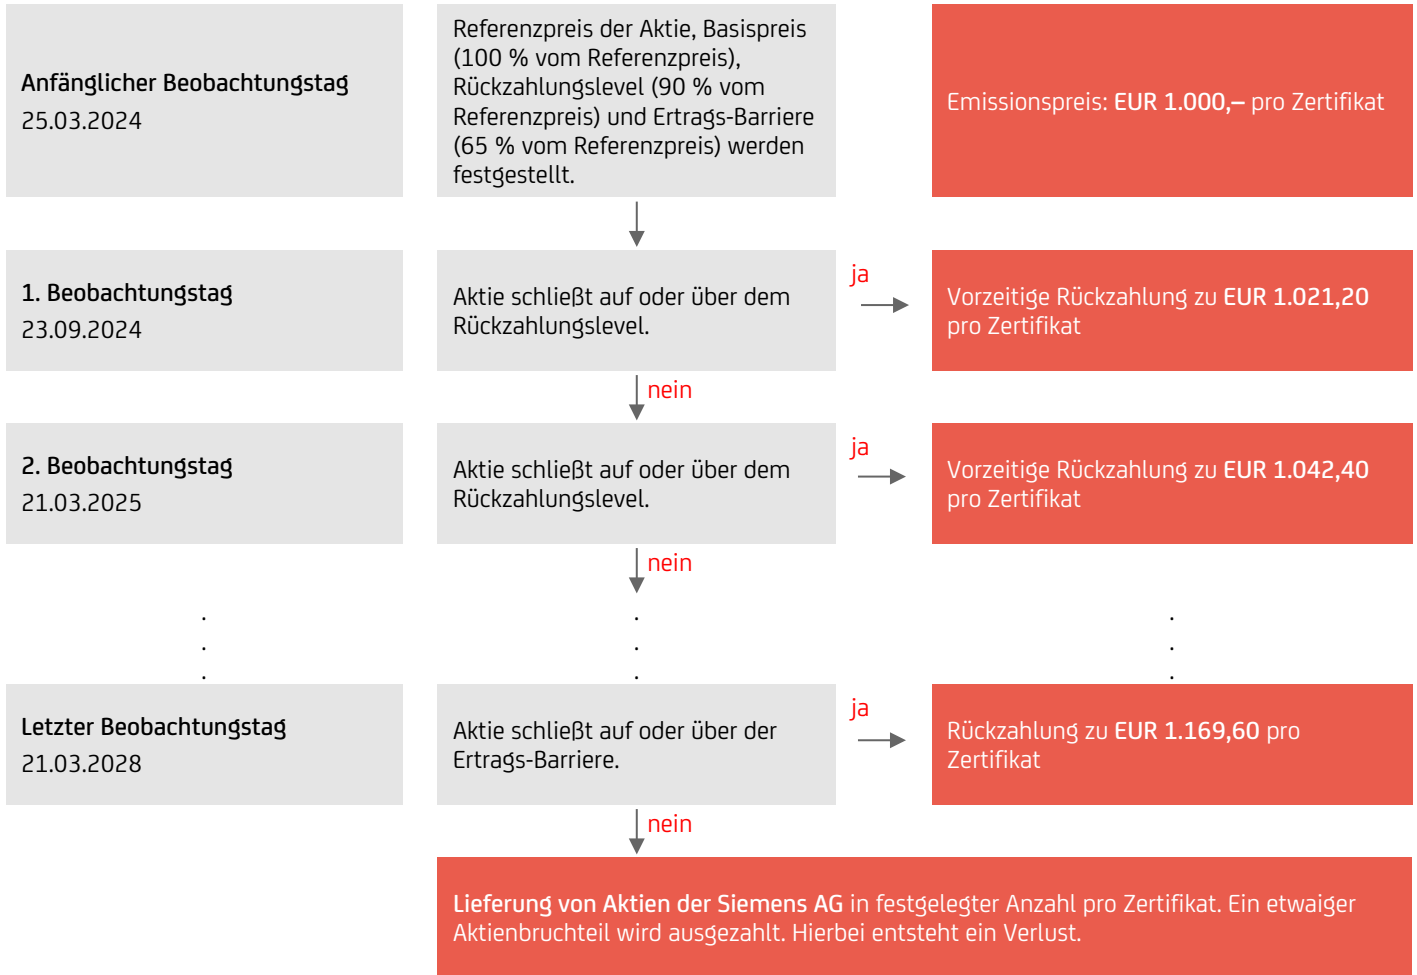 Anfänglicher Beobachtungstag
25.03.2024
Referenzpreis der Aktie, Basispreis
(100 % vom Referenzpreis),
Rückzahlungslevel (90 % vom
Referenzpreis) und Ertrags-Barriere
(65 % vom Referenzpreis) werden
festgestellt.
Emissionspreis: EUR 1.000,– pro Zertifikat
1. Beobachtungstag
23.09.2024
Aktie schließt auf oder über dem
Rückzahlungslevel.
ja
Vorzeitige Rückzahlung zu EUR 1.021,20
pro Zertifikat
nein
2. Beobachtungstag
21.03.2025
Aktie schließt auf oder über dem
Rückzahlungslevel.
ja
Vorzeitige Rückzahlung zu EUR 1.042,40
pro Zertifikat
nein
Letzter Beobachtungstag
21.03.2028
Aktie schließt auf oder über der
Ertrags-Barriere.
ja
Rückzahlung zu EUR 1.169,60 pro
Zertifikat
nein
Lieferung von Aktien der Siemens AG in festgelegter Anzahl pro Zertifikat. Ein etwaiger
Aktienbruchteil wird ausgezahlt. Hierbei entsteht ein Verlust.